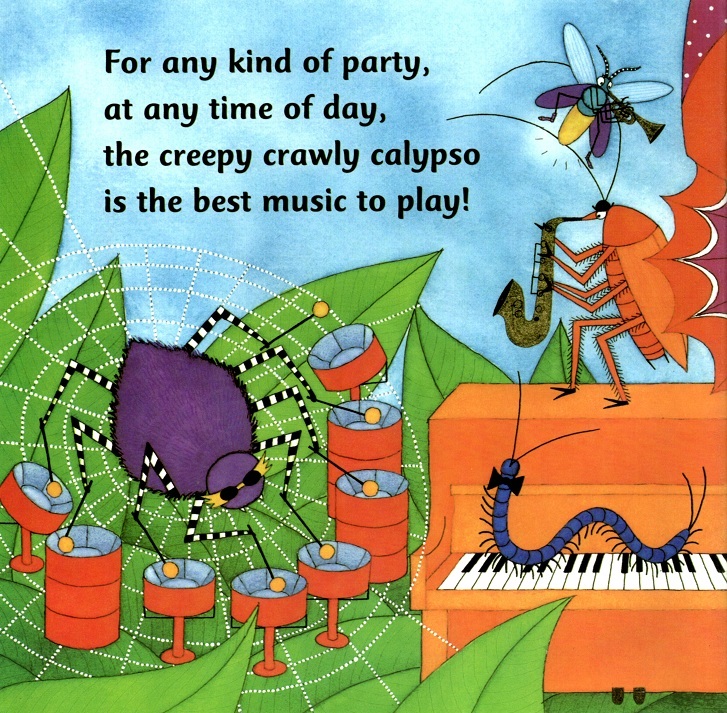 For any kind of party,
at any time of day,
the creepy crawly calypso
is the best music to play!